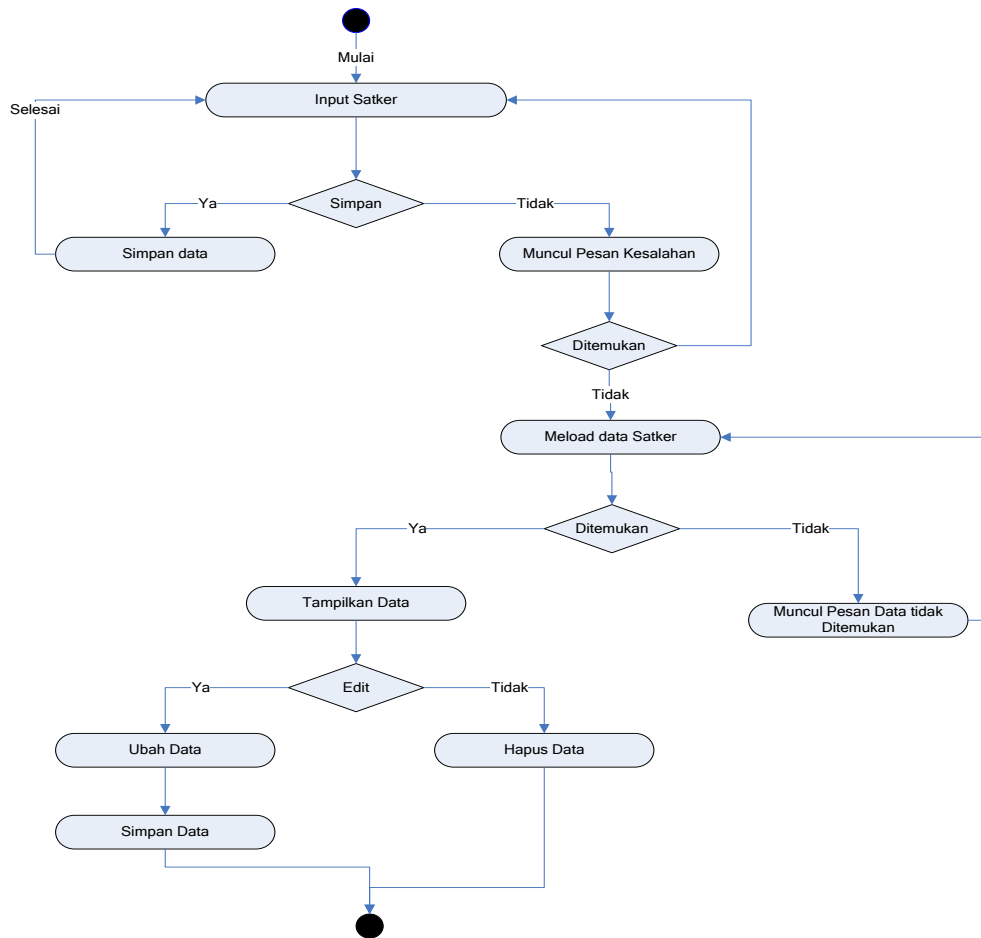 Mulai
Input Satker
Selesai
Simpan
Ya
Tidak
Simpan data
Muncul Pesan Kesalahan
Ditemukan
Tidak
Meload data Satker
Ditemukan
Ya
Tidak
Tampilkan Data
Muncul Pesan Data tidak
Ditemukan
Edit
Ya
Tidak
Ubah Data
Hapus Data
Simpan Data